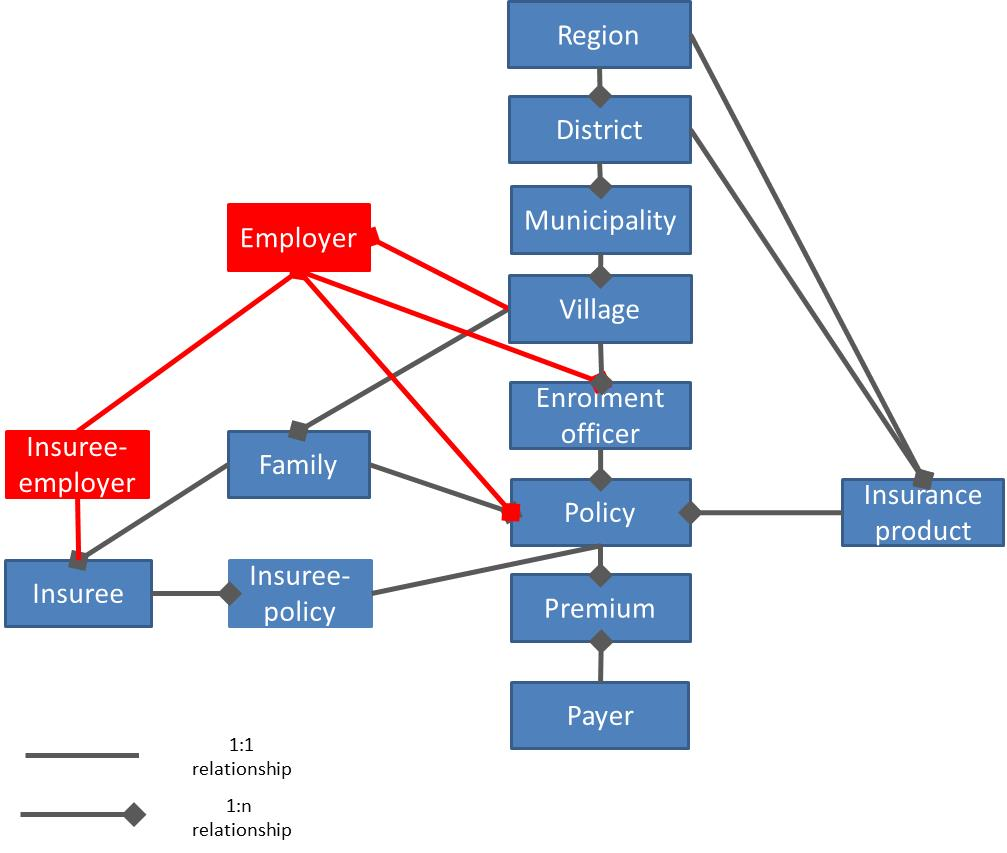 Region
District
Municipality
Employer
Village
Enrolment
officer
Insuree-
employer
Family
Policy
Insurance
product
Insuree
Insuree-
policy
Premium
Payer
1:1
relationship
1:n
relationship